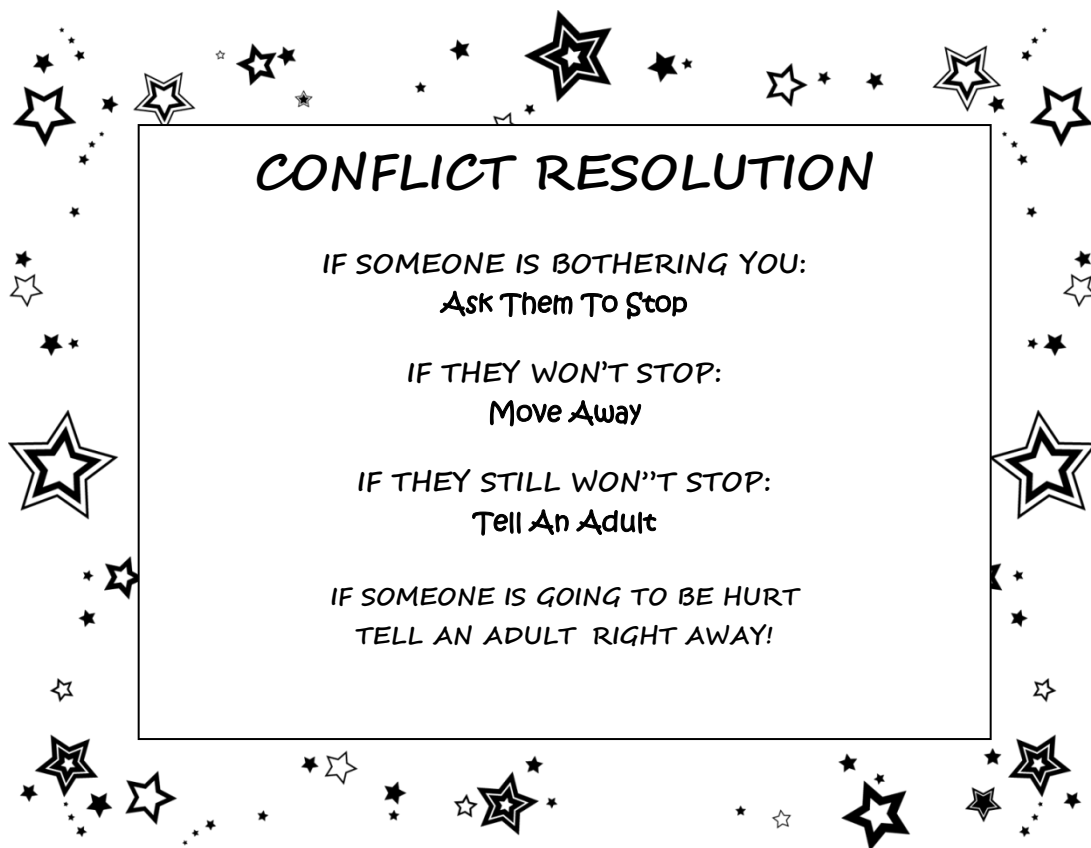 CONFLICT RESOLUTION
IF SOMEONE IS BOTHERING YOU:
Ask Them To Stop
IF THEY WON’T STOP:
Move Away
IF THEY STILL WON’’T STOP:
Tell An Adult
IF SOMEONE IS GOING TO BE HURT
TELL AN ADULT  RIGHT AWAY!